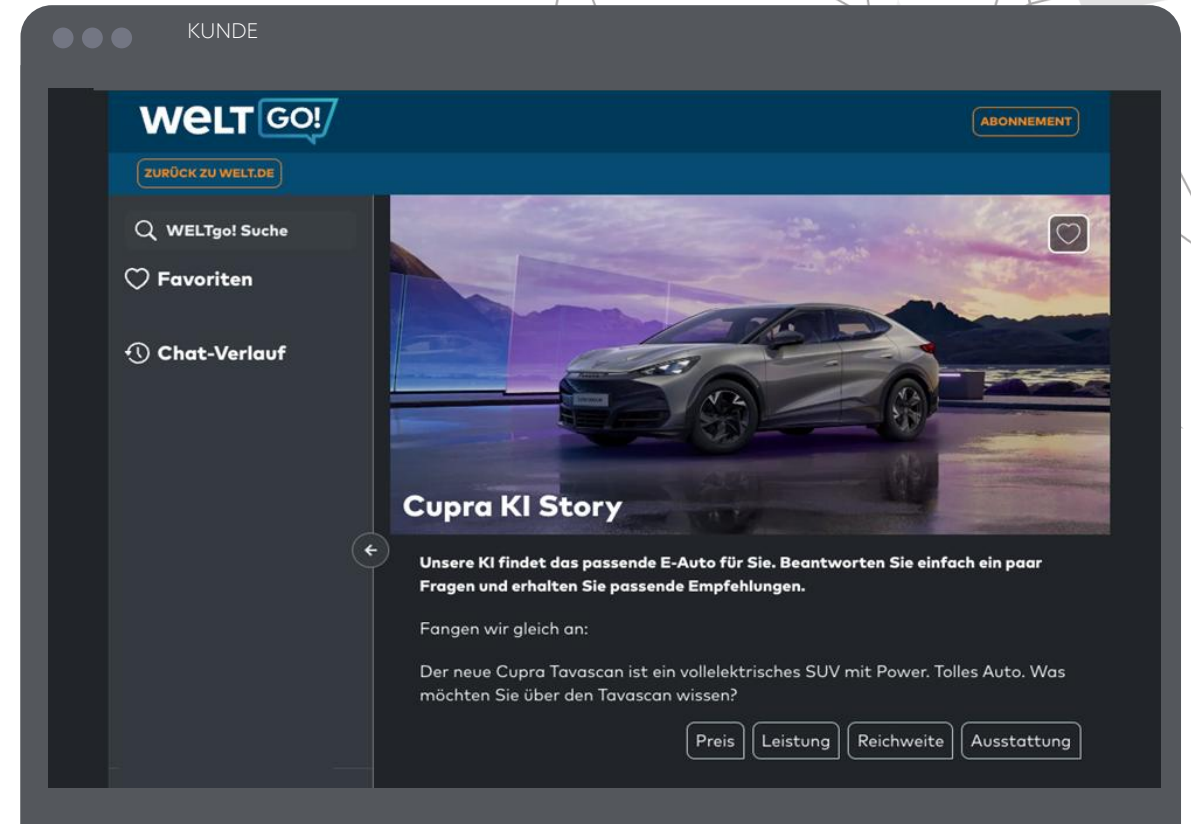 KUNDE
WELT GO!
ABONNEMENT
ZURÜCK ZU WELT.DE
WELTgo! Suche
Favoriten
Chat-Verlauf
Cupra KI Story
Unsere KI findet das passende E-Auto für Sie. Beantworten Sie einfach ein paar
Fragen und erhalten Sie passende Empfehlungen.
Fangen wir gleich an:
Der neue Cupra Tavascan ist ein vollelektrisches SUV mit Power. Tolles Auto. Was
möchten Sie über den Tavascan wissen?
Preis Leistung Reichweite Ausstattung